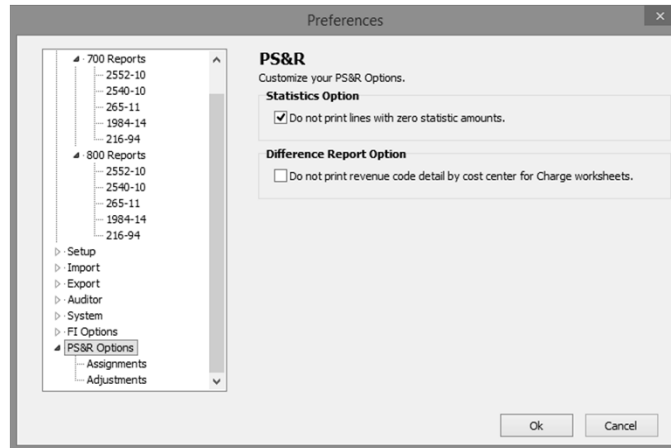 Preferences
700 Reports
2552-10
2540-10
265-11
1984-14
216-94
800 Reports
2552-10
2540-10
265-11
1984-14
216-94
Setup
Import
Export
Auditor
System
FI Options
PS&R Options
Assignments
Adjustments
PS&R
Customize your PS&R Options.
Statistics Option
Do not print lines with zero statistic amounts.
Difference Report Option
Do not print revenue code detail by cost center for Charge worksheets.
Ok
Cancel